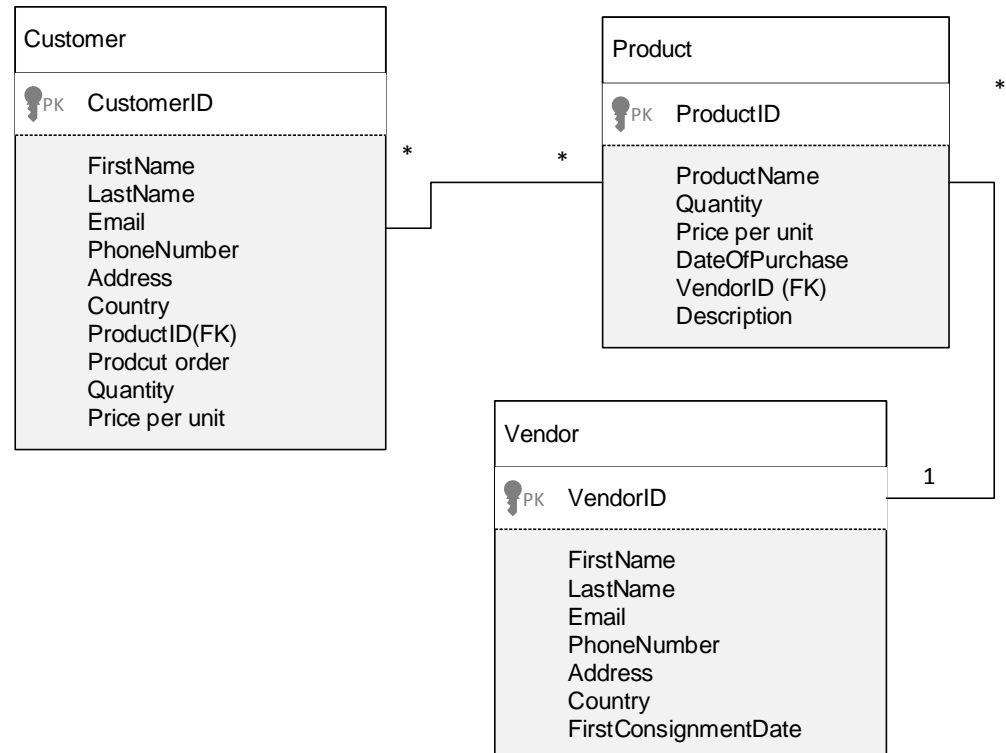 Customer
PK CustomerID
FirstName
LastName
Email
PhoneNumber
Address
Country
ProductID(FK)
Prodcut order
Quantity
Price per unit
*
*
Product
PK ProductID
ProductName
Quantity
Price per unit
DateOfPurchase
VendorID (FK)
Description
*
1
Vendor
PK VendorID
FirstName
LastName
Email
PhoneNumber
Address
Country
FirstConsignmentDate